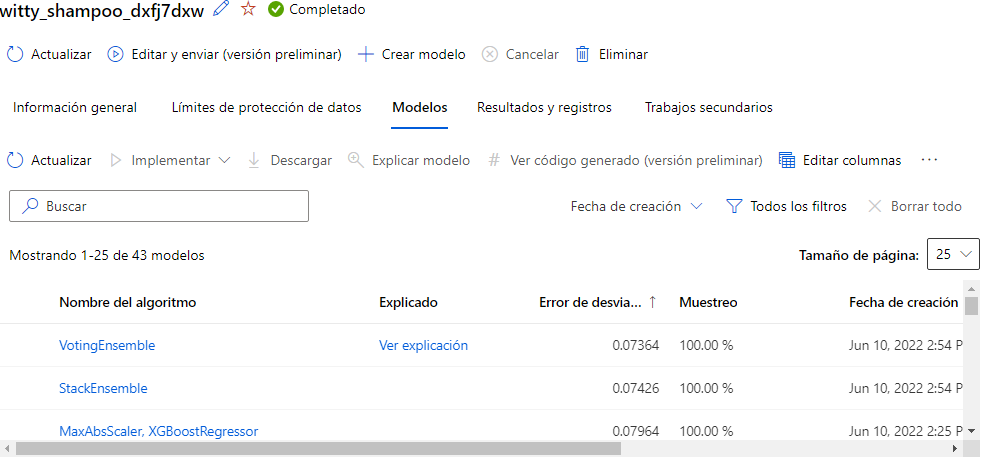 witty_shampoo_dxfj7dxw Completado
Actualizar Editar y enviar (versión preliminar) Crear modelo Cancelar Eliminar
Información general Límites de protección de datos Modelos Resultados y registros Trabajos secundarios
Actualizar Implementar Descargar Explicar modelo # Ver código generado (versión preliminar) Editar columnas ...
Buscar Fecha de creación Todos los filtros Borrar todo
Mostrando 1-25 de 43 modelos Tamaño de página: 25
Nombre del algoritmo Explicado Error de desvia... ↑ Muestreo Fecha de creación
VotingEnsemble Ver explicación 0.07364 100.00 % Jun 10, 2022 2:54 P
StackEnsemble 0.07426 100.00 % Jun 10, 2022 2:54 P
MaxAbsScaler, XGBoostRegressor 0.07964 100.00 % Jun 10, 2022 2:25 P